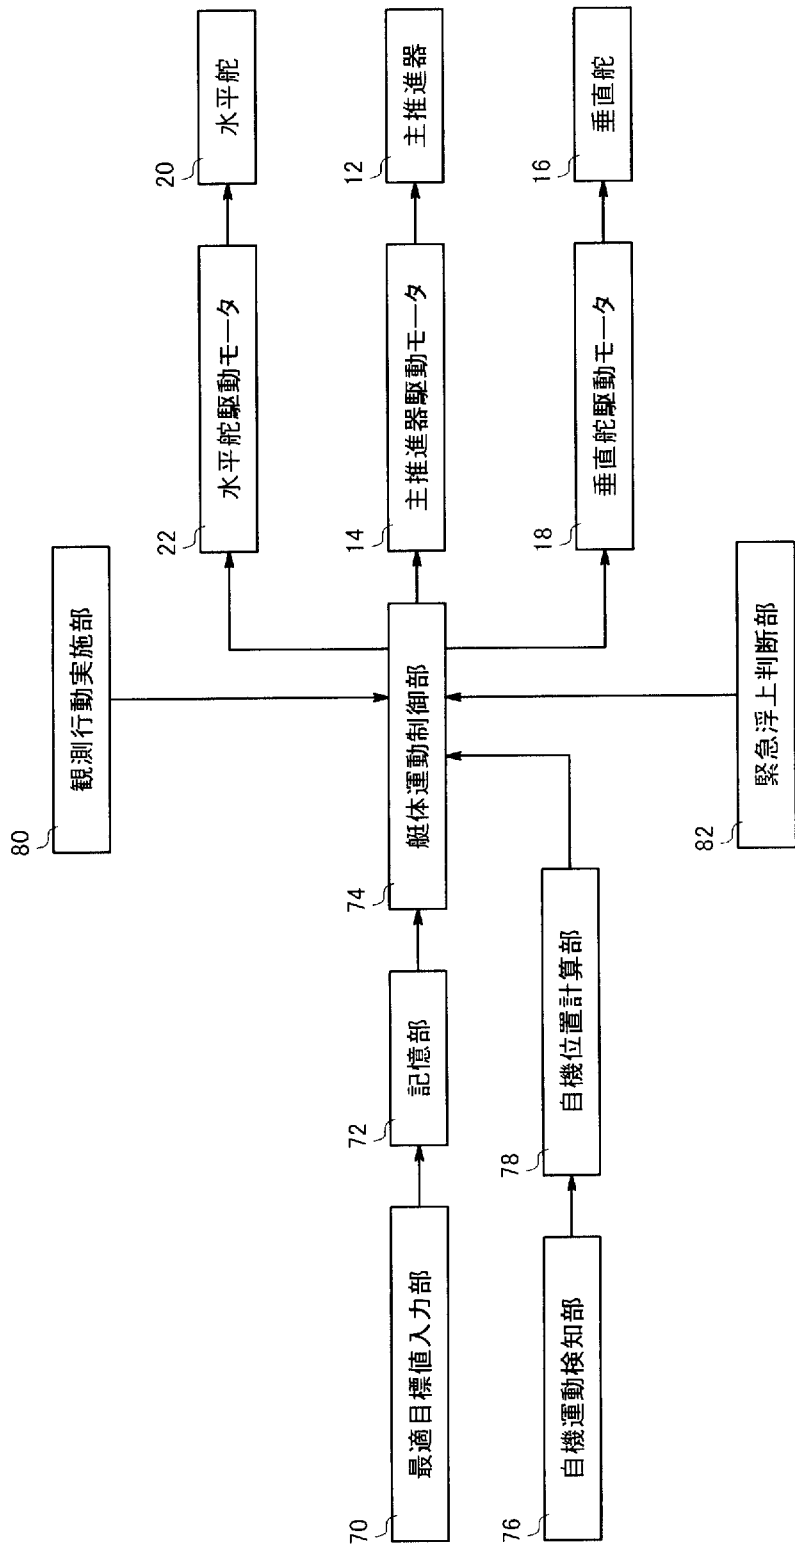 80
観測行動実施部
20
水平舵
22
水平舵駆動モータ
70
最適目標値入力部
72
記憶部
74
艇体運動制御部
14
主推進器駆動モータ
12
主推進器
76
自機運動検知部
78
自機位置計算部
18
垂直舵駆動モータ
16
垂直舵
82
緊急浮上判断部